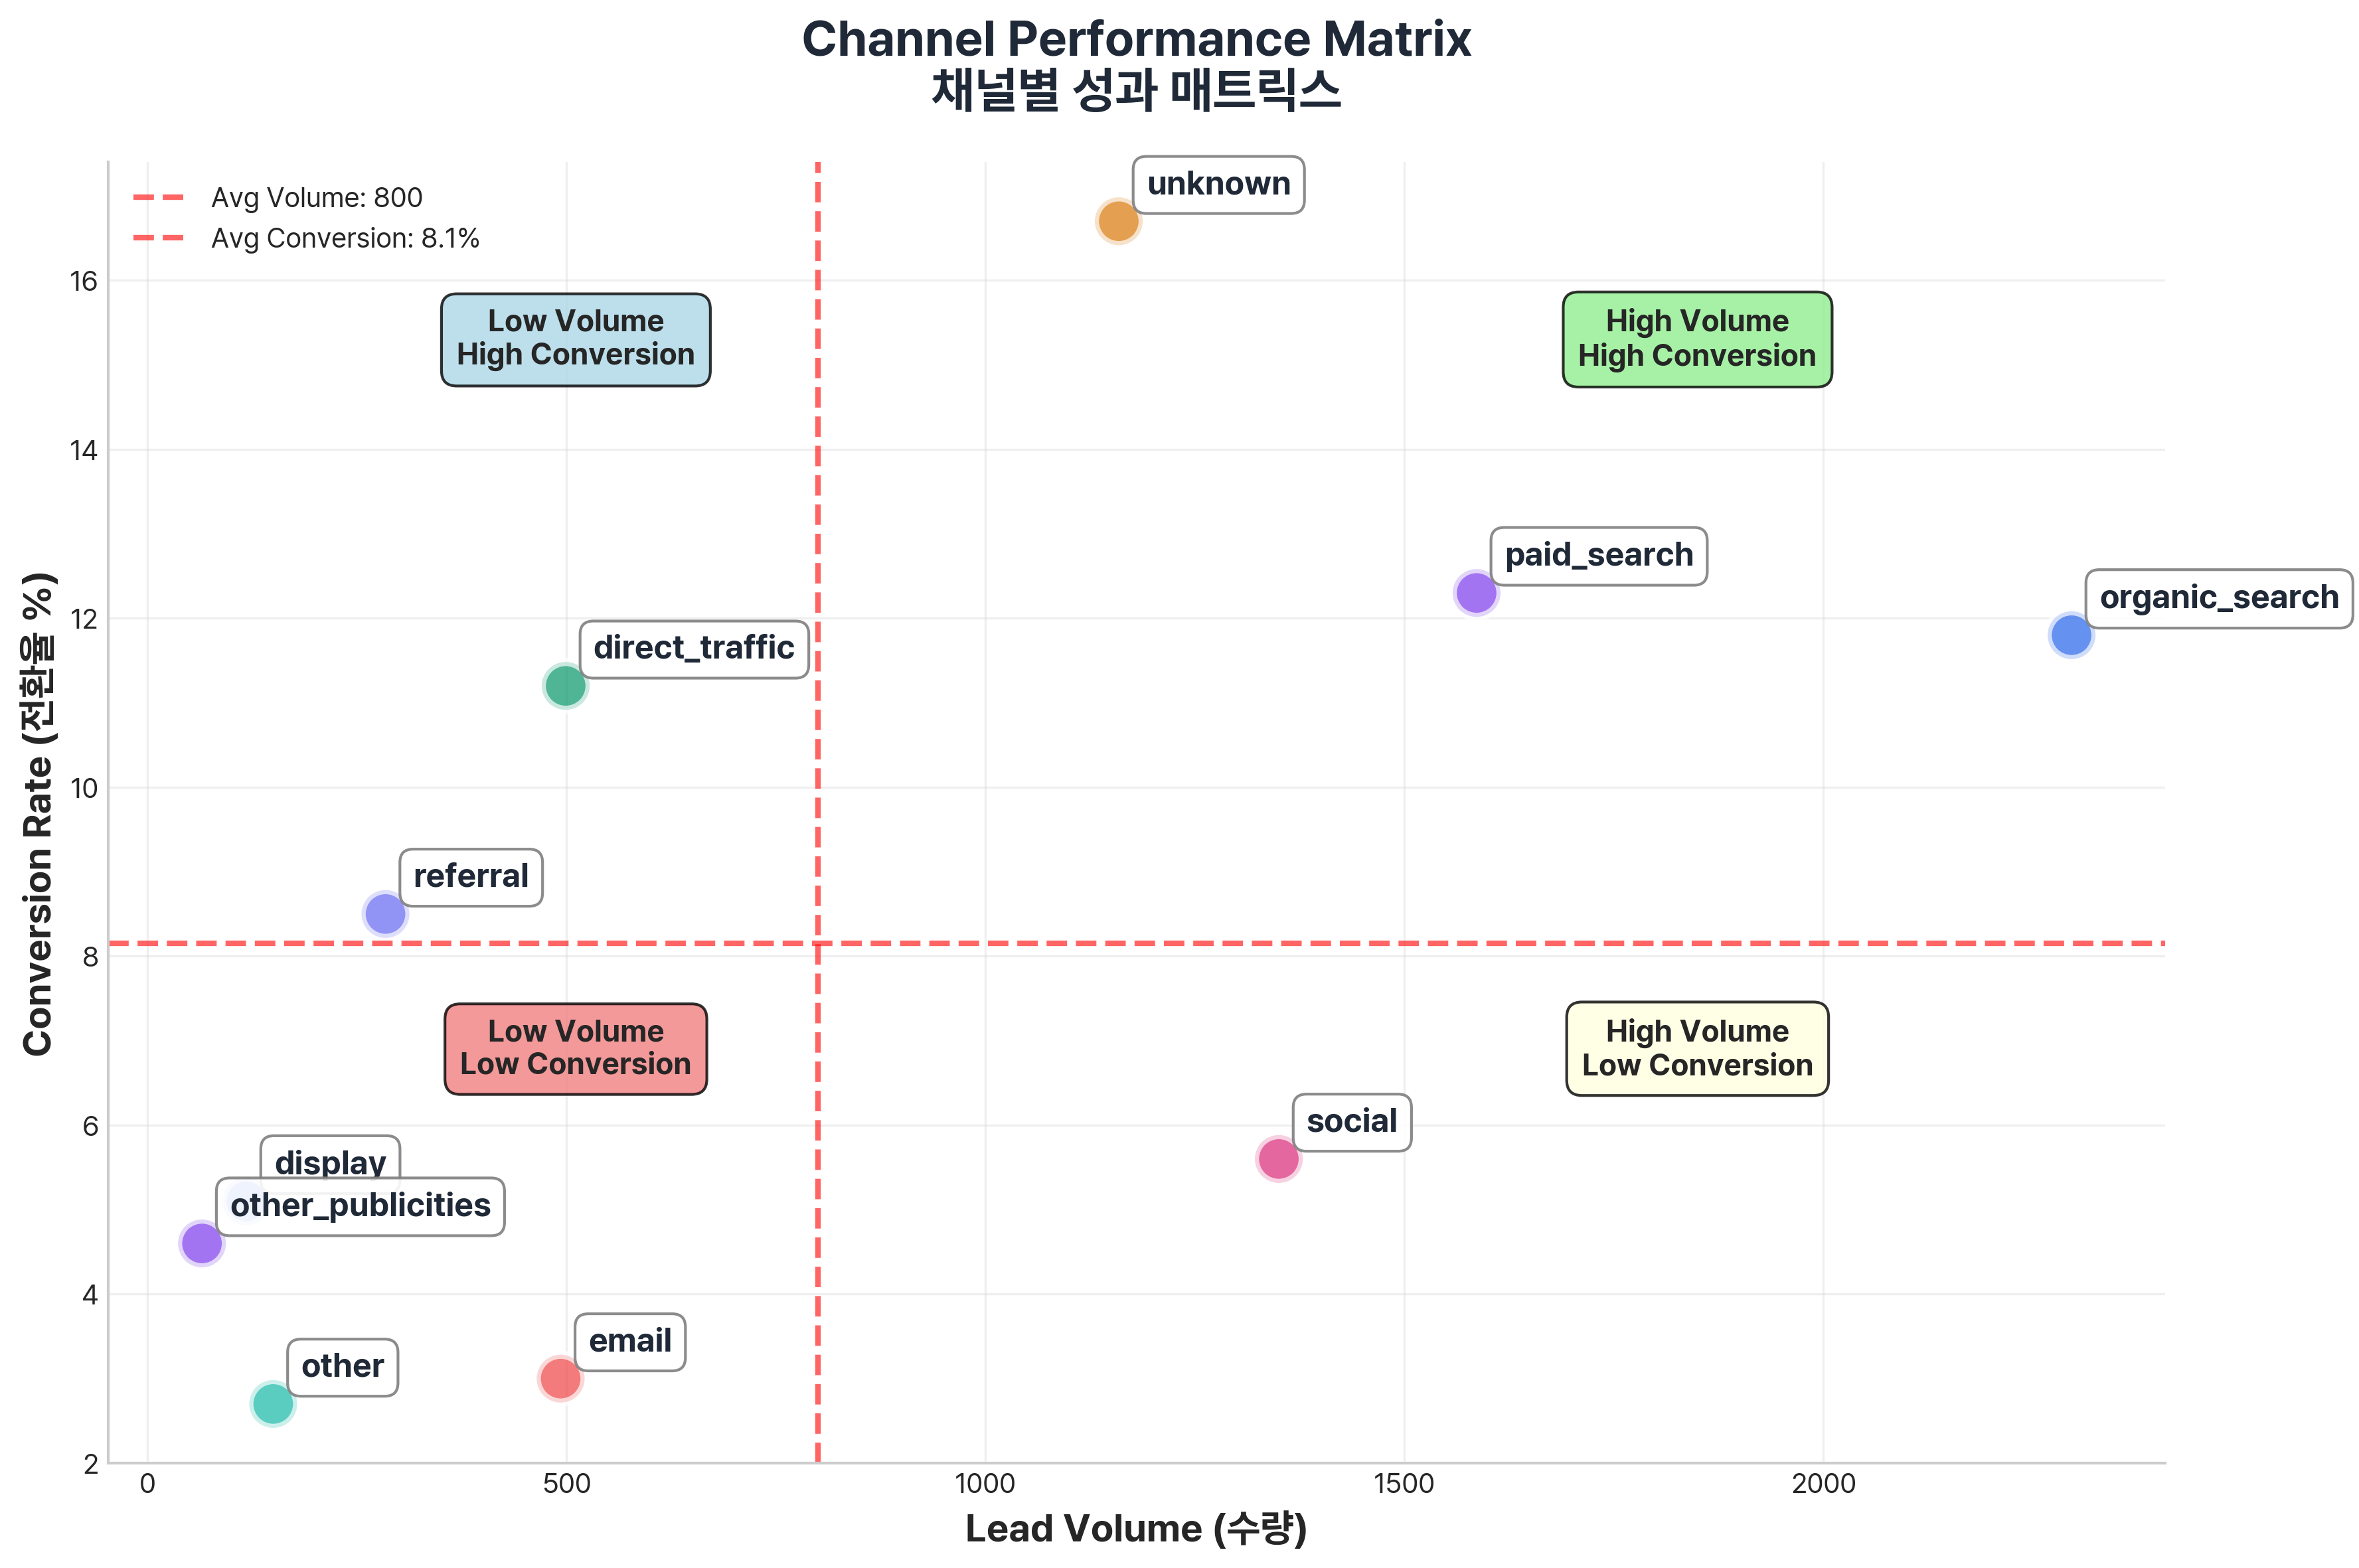 Channel Performance Matrix
채널별 성과 매트릭스
Avg Volume: 800
Avg Conversion: 8.1%
unknown
Low Volume
High Conversion
High Volume
High Conversion
paid_search
organic_search
direct_traffic
referral
Low Volume
Low Conversion
High Volume
Low Conversion
social
display
other_publicities
email
other
Conversion Rate (전환율 %)
16
14
12
10
8
6
4
2
0
500
1000
1500
2000
Lead Volume (수량)